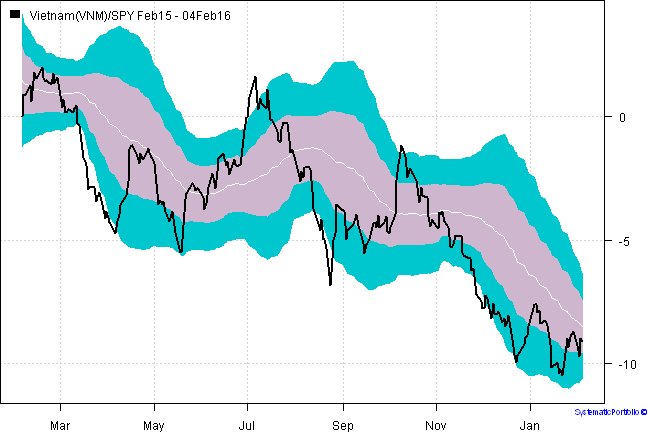 Vietnam(VNM)/SPY Feb15 - 04Feb16
0
-5
-10
Mar May Jul Sep Nov Jan
SystematicPortfolio ©